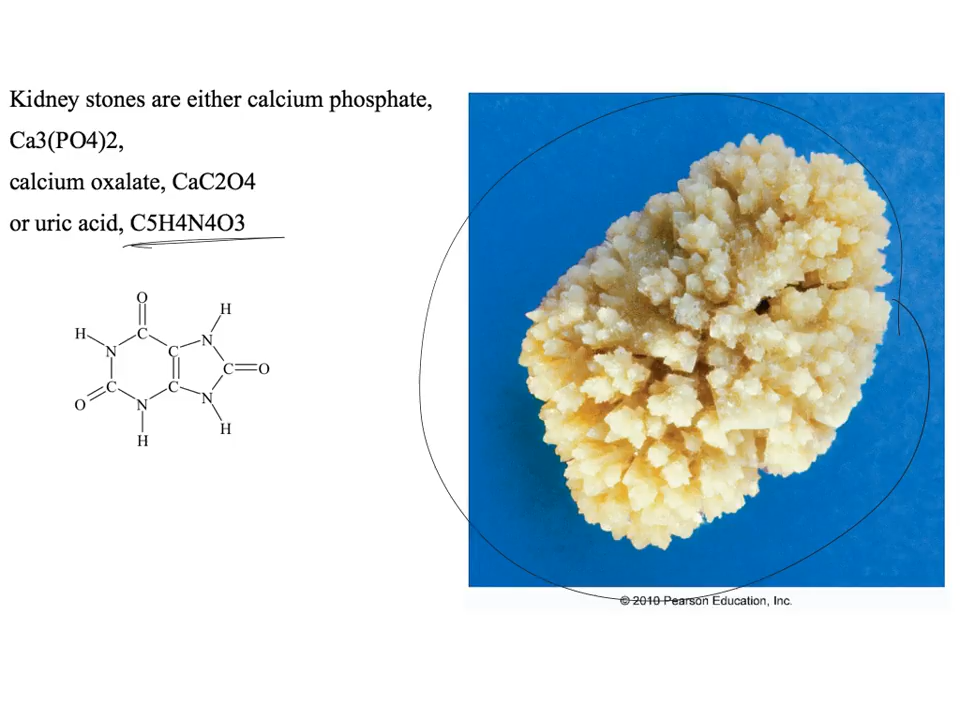 Kidney stones are either calcium phosphate,
Ca3(PO4)2,
calcium oxalate, CaC2O4
or uric acid, C5H4N4O3
O
H
H
C
N
N
C
C
O
C
C
O
N
N
H
H
© 2010 Pearson Education, Inc.